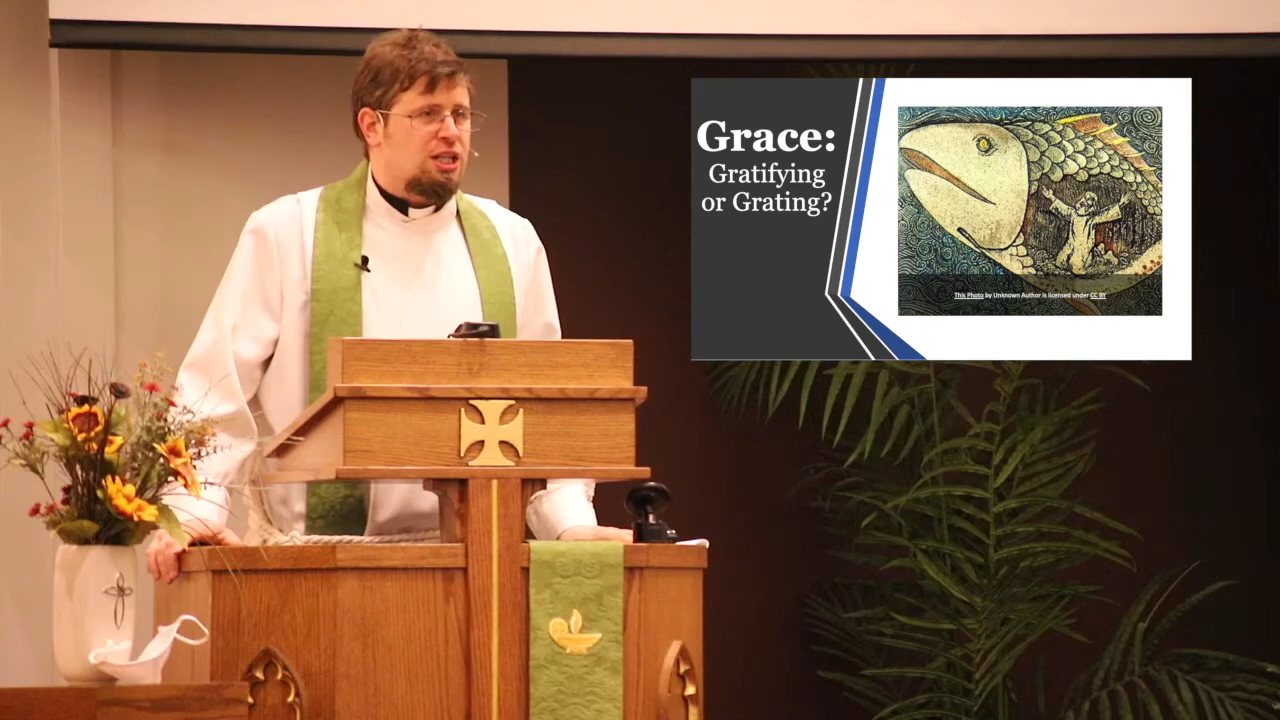 Grace:
Gratifying
or Grating?
This Photo by Unknown Author is licensed under CC BY